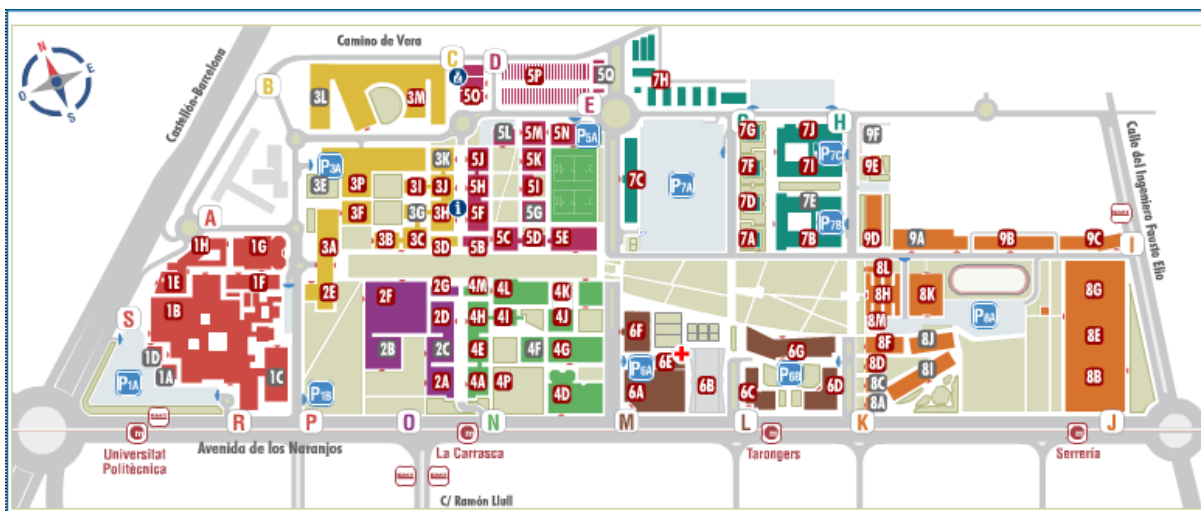 Camino de Vera
Castellón-Barcelona
Calle del Ingeniero Fausto Elio
N
E
S
O
C
D
B
3L
3M
5O
5P
5Q
7H
E
5L
5M
5N
P5A
7G
7J
H
9F
3K
5J
5K
P3A
3E
3P
3I
3J
5H
5I
7C
P7A
7F
7I
P7C
9E
3F
3G
3H
i
5F
5G
7D
7E
A
1H
1G
3A
3B
3C
3D
5B
5C
5D
5E
7A
7B
P7B
9D
9A
9B
9C
I
1E
1F
2E
2F
2G
4M
4L
4K
8L
8H
8K
8G
1B
S
2D
4H
4I
4J
6F
8M
P8A
1D
1A
P1A
1C
2B
2C
4E
4F
4G
6E
P6A
6G
8F
8J
8E
8D
8I
P1B
2A
4A
4P
4D
6A
6B
6C
P6B
6D
8C
8A
8B
R
P
O
N
M
L
K
J
Universitat
Politècnica
Avenida de los Naranjos
La Carrasca
Tarongers
Serrería
C/ Ramón Llull